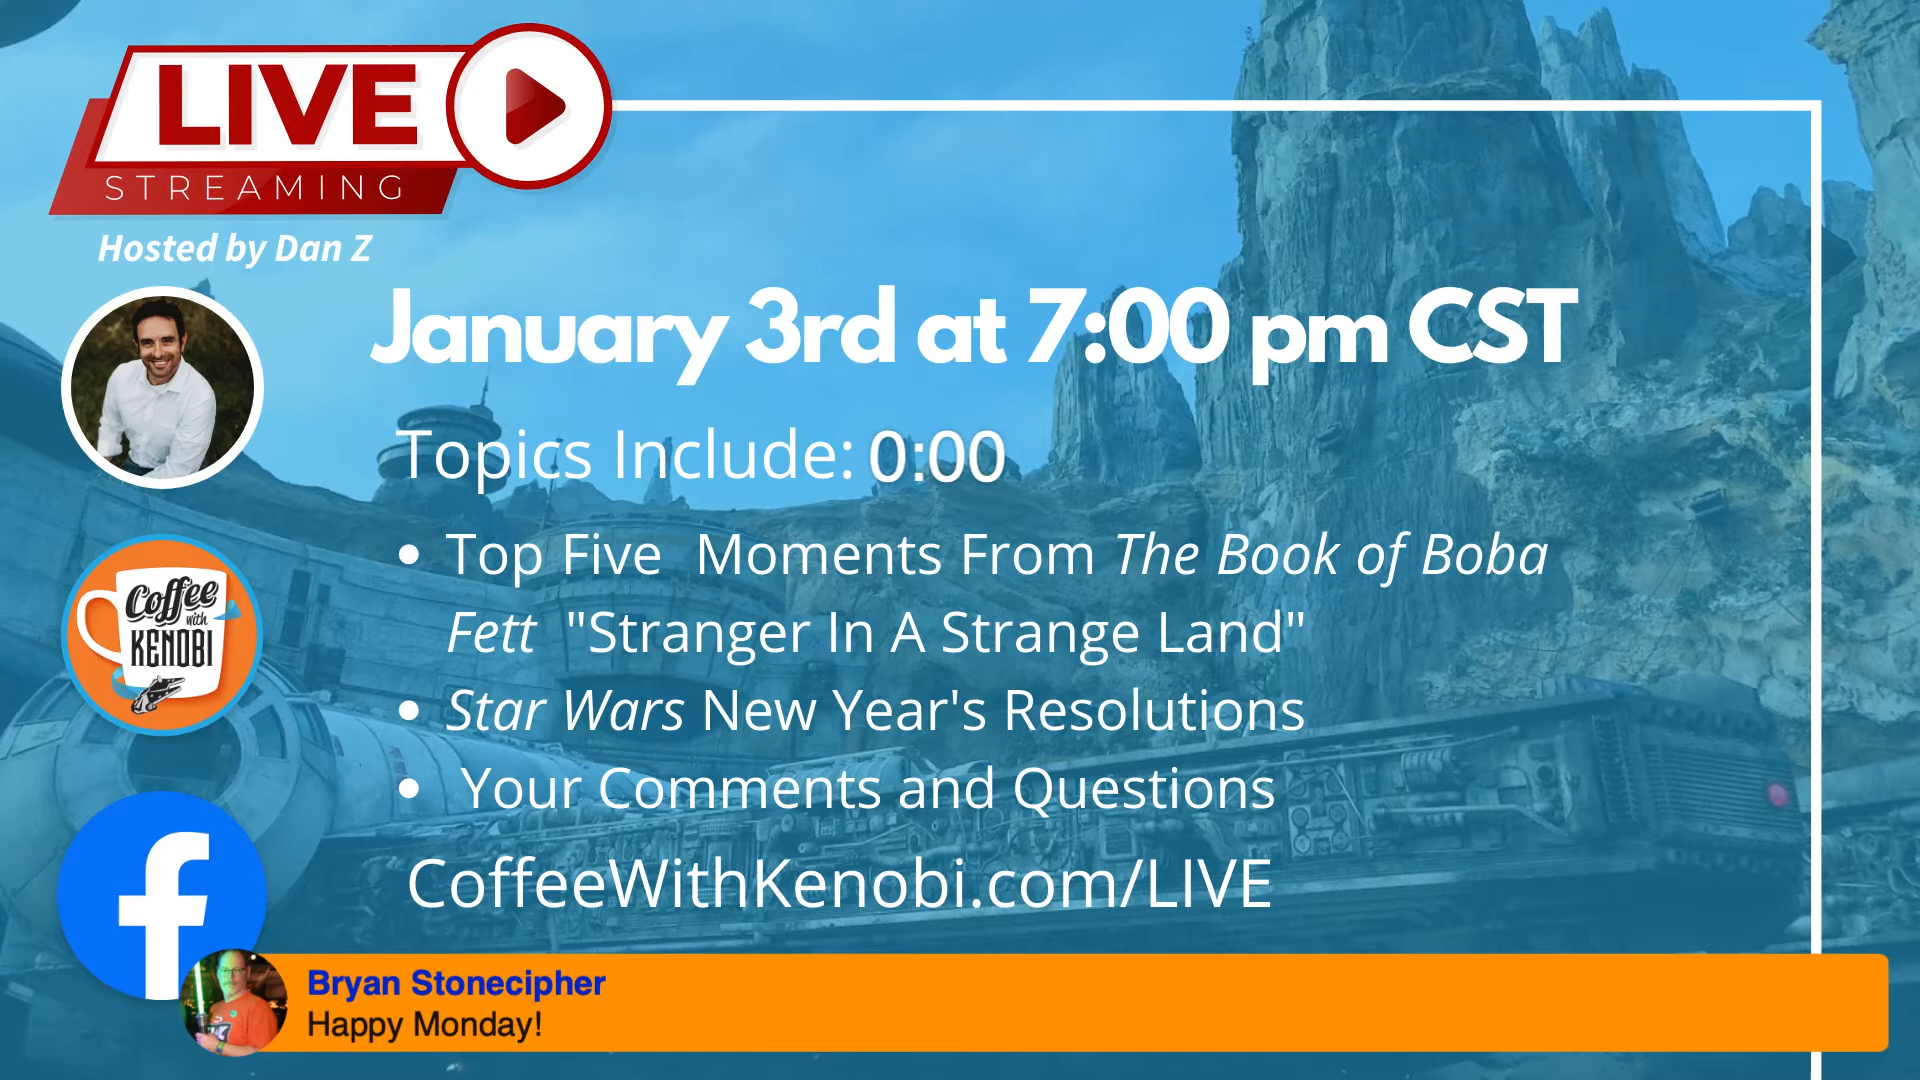 LIVE
STREAMING
Hosted by Dan Z
January 3rd at 7:00 pm CST
Topics Include: 0:00
• Top Five Moments From The Book of Boba
Fett "Stranger In A Strange Land"
• Star Wars New Year's Resolutions
• Your Comments and Questions
Coffee
with
KENOBI
CoffeeWithKenobi.com/LIVE
f
Bryan Stonecipher
Happy Monday!